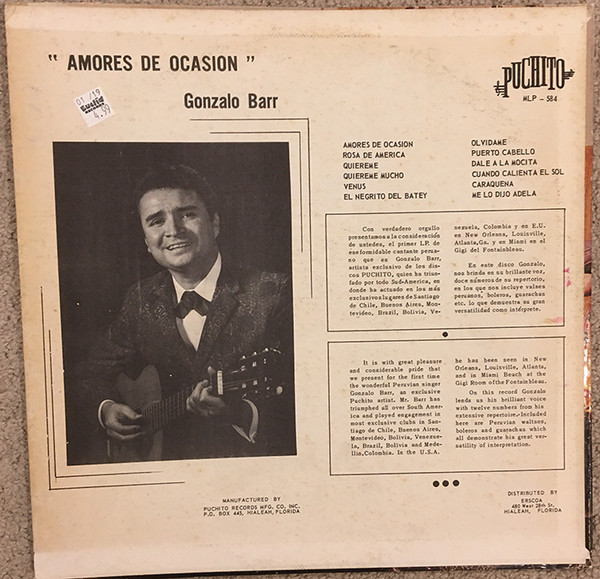 " AMORES DE OCASION "
Gonzalo Barr
01/19
4.99
PUCHITO
MLP - 584
AMORES DE OCASION
ROSA DE AMERICA
QUIEREME
QUIEREME MUCHO
VENUS
EL NEGRITO DEL BATEY
OLVIDAME
PUERTO CABELLO
DALE A LA MOCITA
CUANDO CALIENTA EL SOL
CARAQUENA
ME LO DIJO ADELA
Con verdadero orgullo
presentamos a la consideración
de ustedes, el primer LP. de
ese formidable cantante perua-
no que es Gonzalo Barr,
artista exclusivo de los dis-
cos PUCHITO, quien ha triun-
fado por todo Sud-America, en
donde ha actuado en los más
exclusivos lugares de Santiago
de Chile, Buenos Aires, Mon-
tevideo, Brazil, Bolivia, Ve-
nezuela, Colombia y en E.U.
en New Orleans, Louisville,
Atlanta,Ga. y en Miami en el
Gigi del Fontainbleau.
En este disco Gonzalo,
nos brinda en su brillante voz,
doce números de su repertorio,
en los que nos incluye valses
peruanos, boleros, guarachas
etc. lo que demuestra su gran
versatilidad como intérprete.
It is with great pleasure
and considerable pride that
we present for the first time
the wonderful Peruvian singer
Gonzalo Barr, an exclusive
Puchito artist. Mr. Barr has
triumphed all over South Amer-
ica and played engagement in
most exclusive clubs in San-
tiago de Chile, Buenos Aires,
Montevideo, Bolivia, Venezue-
la, Brazil, Bolivia and Mede-
llin,Colombia. In the U.S.A.
he has been seen in New
Orleans, Louisville, Atlanta,
and in Miami Beach at the
Gigi Room of the Fontainbleau.
On this record Gonzalo
lends us his brilliant voice
with twelve numbers from his
extensive repertoire. Included
here are Peruvian waltzes,
boleros and guarachas which
all demonstrate his great ver-
satility of interpretation.
MANUFACTURED BY
PUCHITO RECORDS MFG. CO. INC.
P.O. BOX 445, HIALEAH, FLORIDA
DISTRIBUTED BY
ERSCOA
480 West 28th St.
HIALEAH, FLORIDA